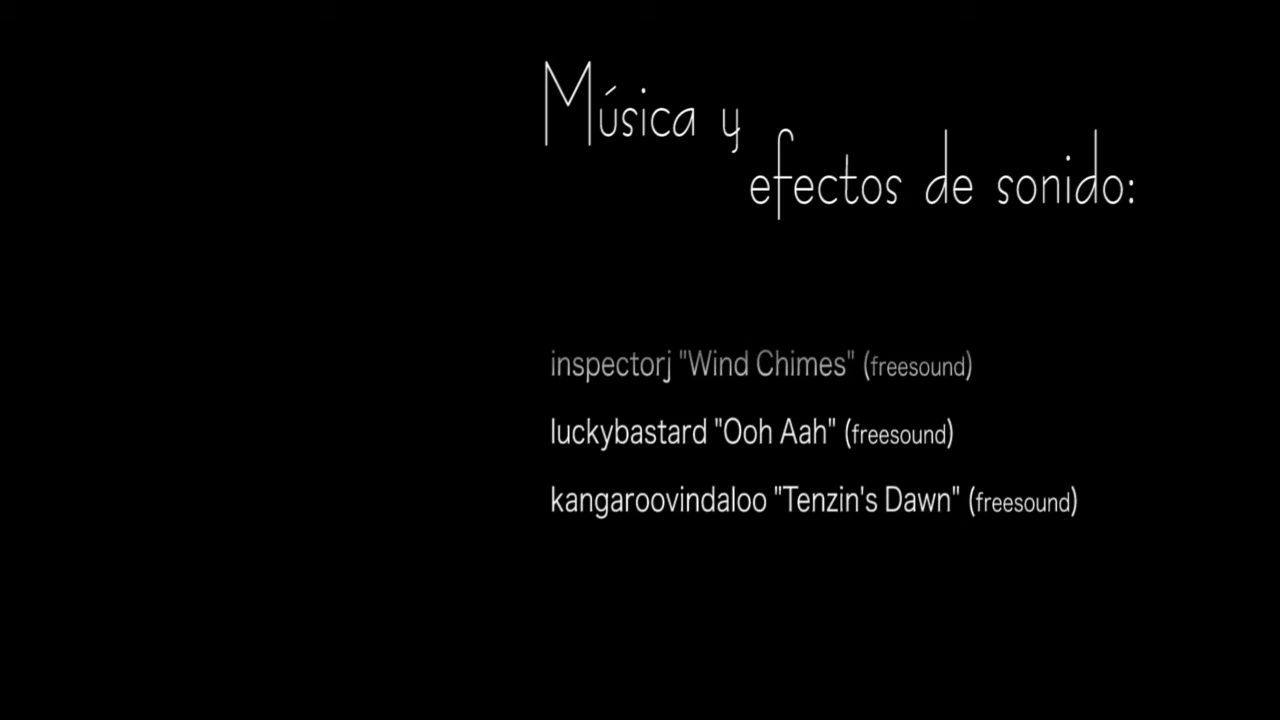 Música y
efectos de sonido:
inspectorj "Wind Chimes" (freesound)
luckybastard "Ooh Aah" (freesound)
kangaroovindaloo "Tenzin's Dawn" (freesound)